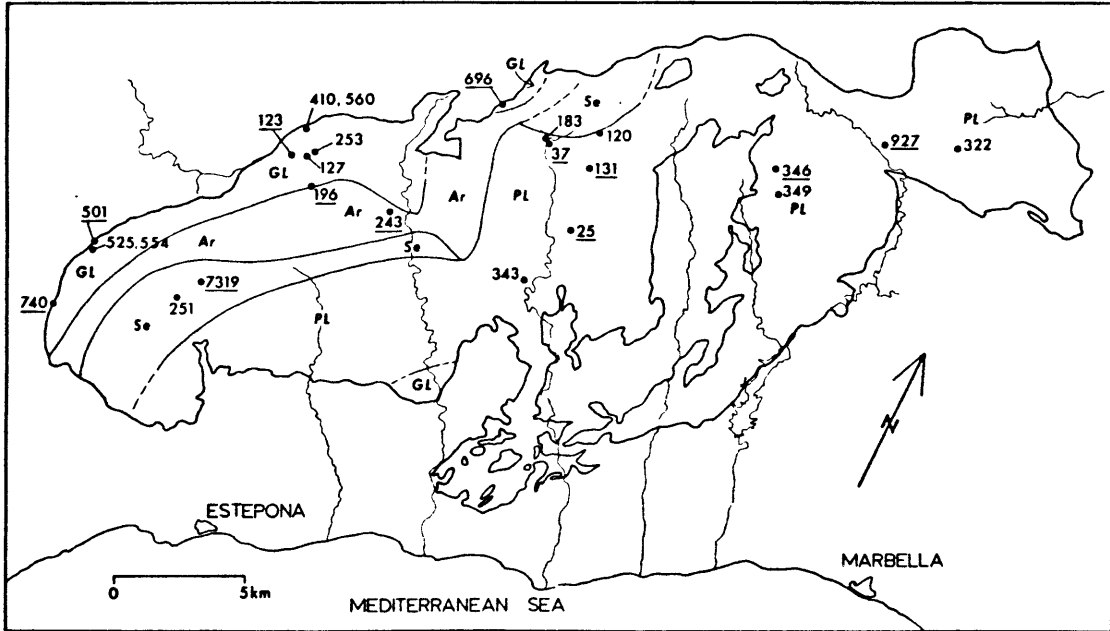 GL
696
Se
410, 560
183
120
PL
123
253
37
927
322
GL
127
131
346
196
Ar
PL
349
PL
Ar
243
501
Ar
25
525,554
Se
GL
7319
343
740
251
PL
Se
GL
N
ESTEPONA
MARBELLA
0 5km
MEDITERRANEAN SEA